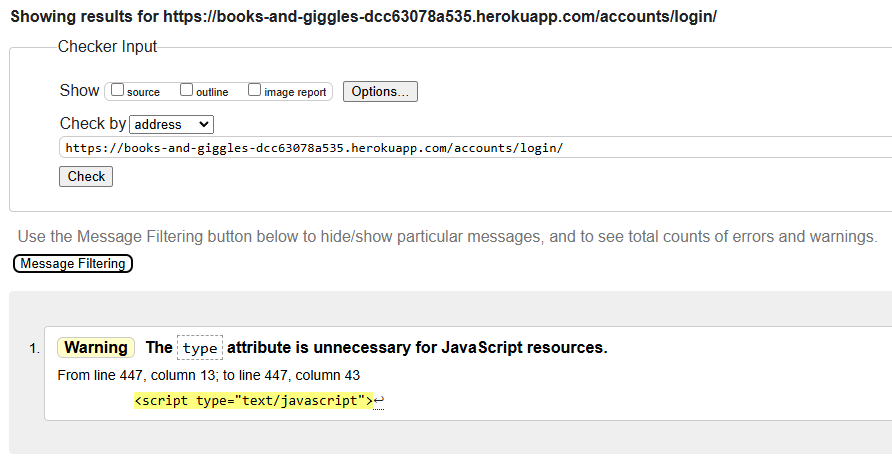 Showing results for https://books-and-giggles-dcc63078a535.herokuapp.com/accounts/login/
Checker Input
Show source outline image report Options...
Check by address
https://books-and-giggles-dcc63078a535.herokuapp.com/accounts/login/
Check
Use the Message Filtering button below to hide/show particular messages, and to see total counts of errors and warnings.
Message Filtering
1. Warning The type attribute is unnecessary for JavaScript resources.
From line 447, column 13; to line 447, column 43
<script type="text/javascript">↩